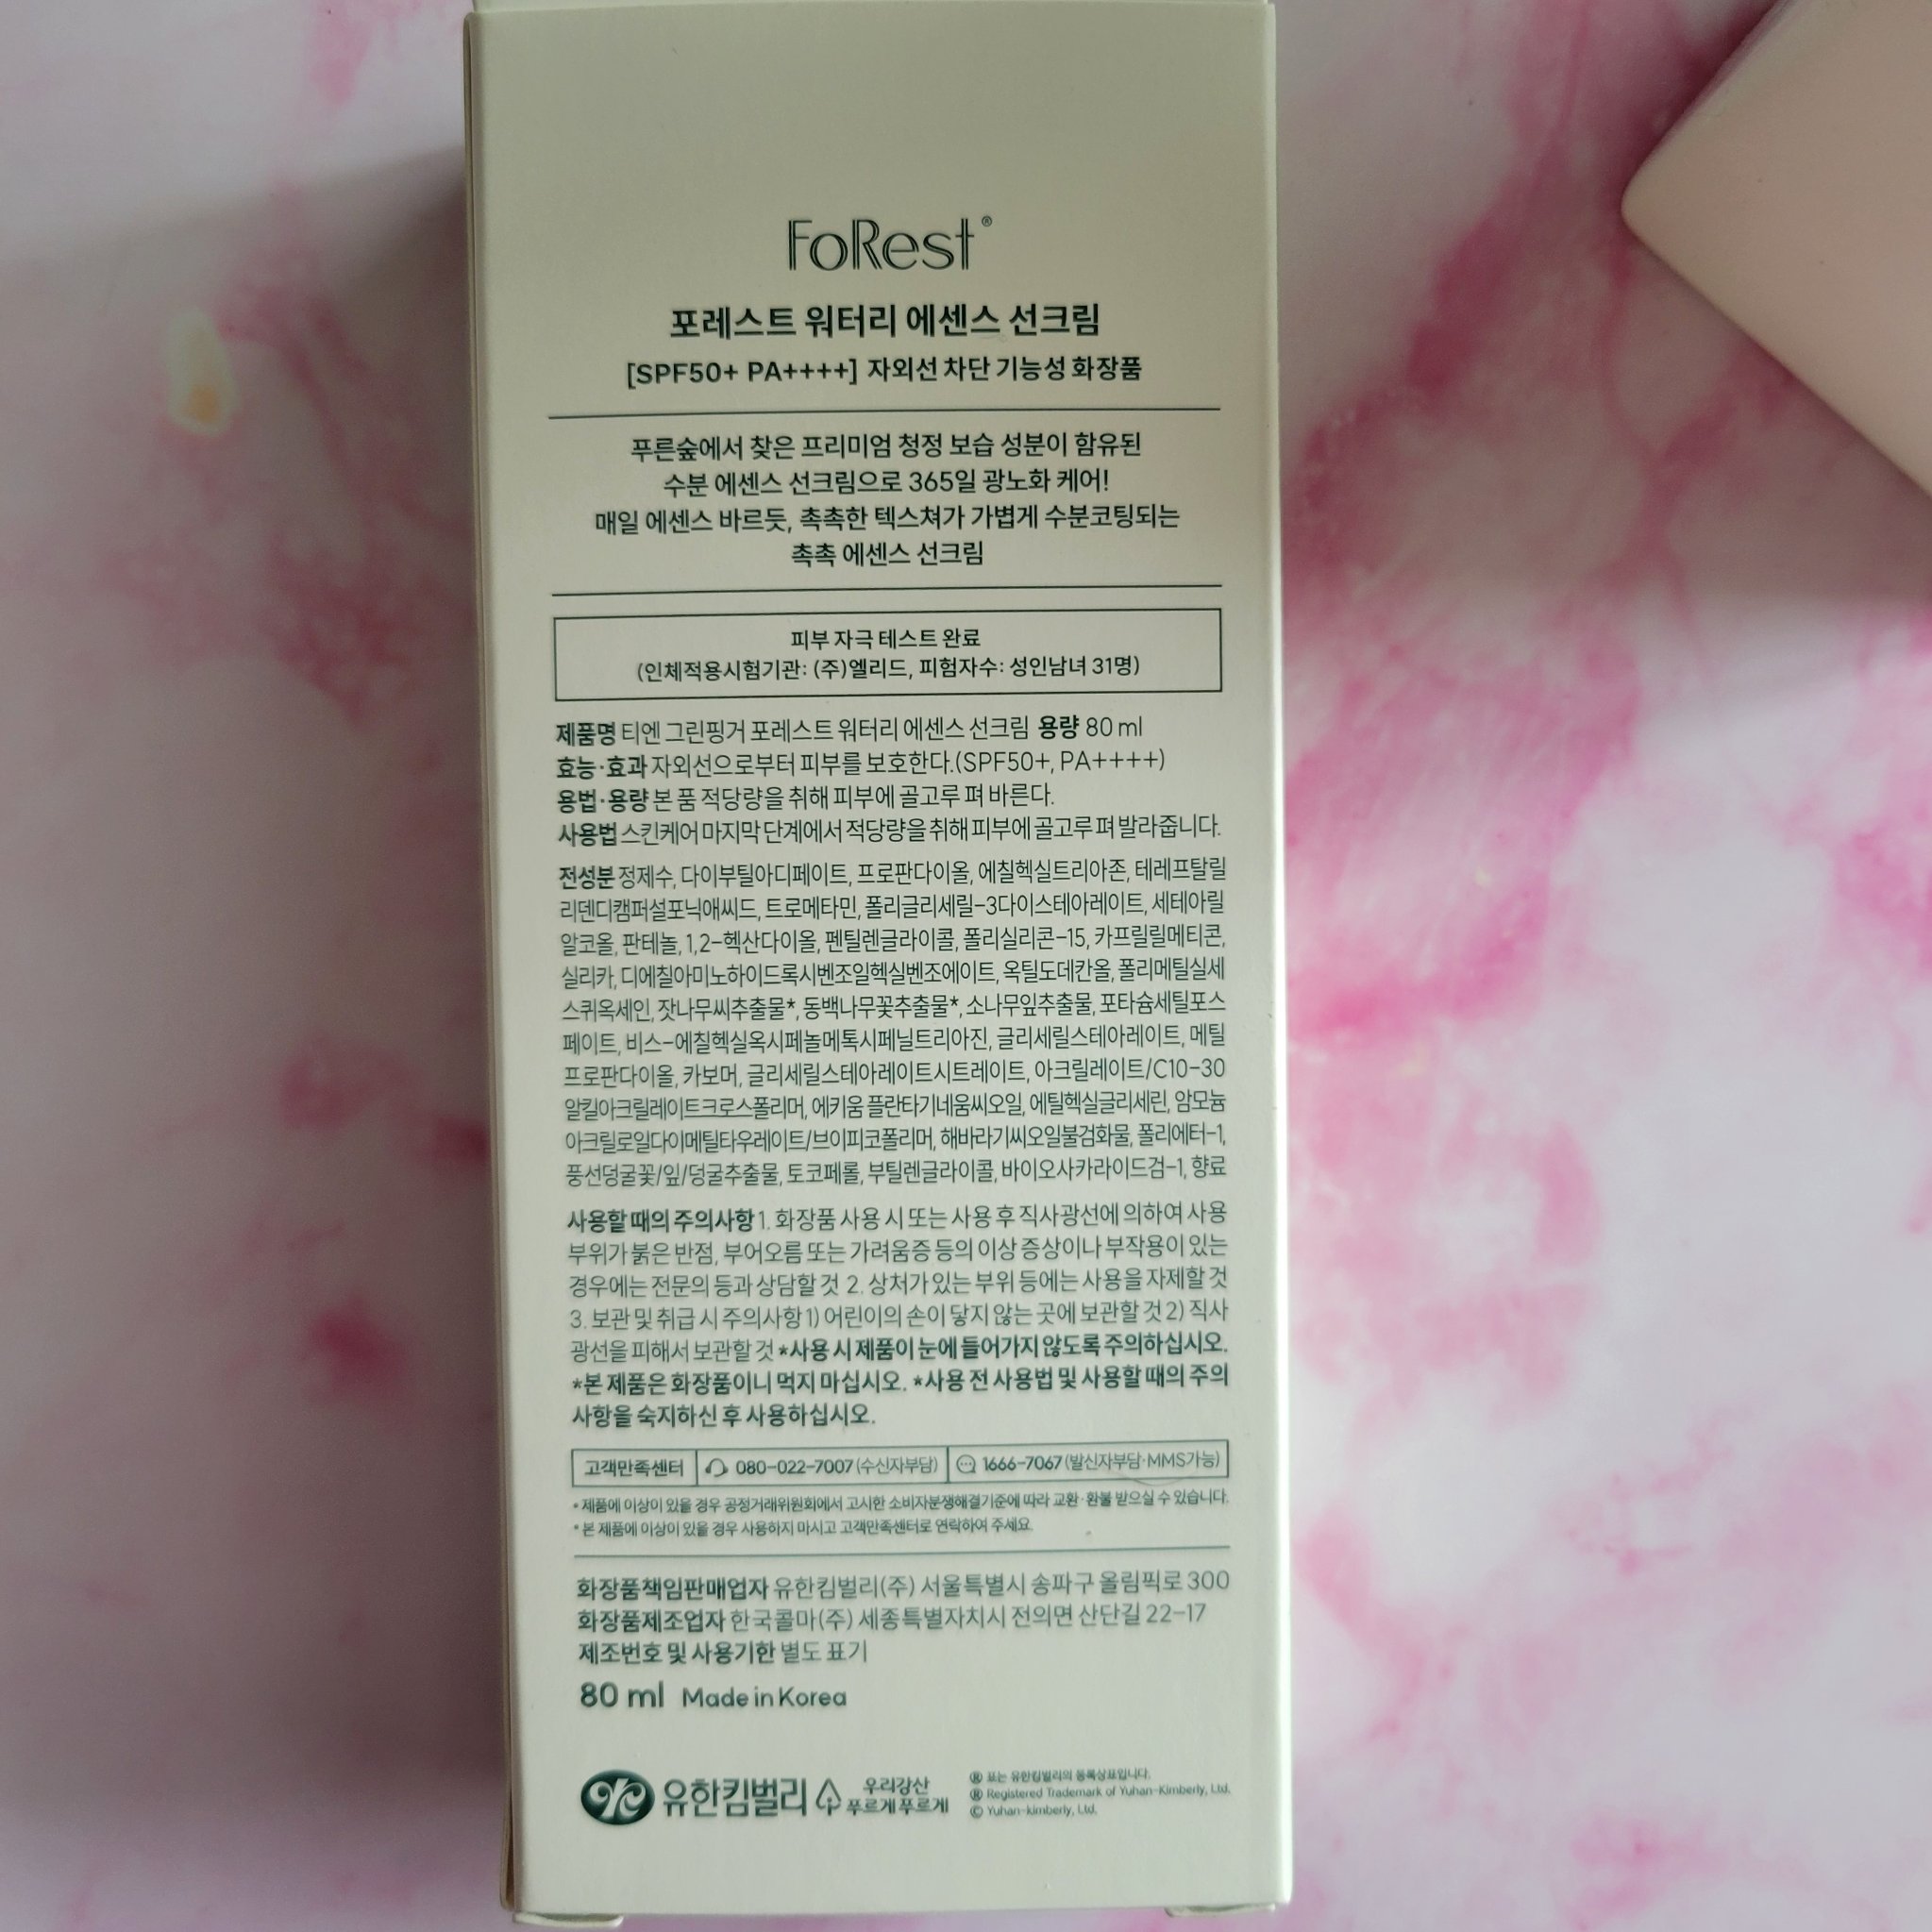 FoRest®
포레스트 워터리 에센스 선크림
[SPF50+ PA++++] 자외선 차단 기능성 화장품
푸른숲에서 찾은 프리미엄 청정 보습 성분이 함유된
수분 에센스 선크림으로 365일 광노화 케어!
매일 에센스 바르듯, 촉촉한 텍스쳐가 가볍게 수분코팅되는
촉촉 에센스 선크림
피부 자극 테스트 완료
(인체적용시험기관: (주)엘리드, 피험자수: 성인남녀 31명)
제품명 티엔 그린핑거 포레스트 워터리 에센스 선크림 용량 80 ml
효능·효과 자외선으로부터 피부를 보호한다.(SPF50+, PA++++)
용법·용량 본 품 적당량을 취해 피부에 골고루 펴 바른다.
사용법 스킨케어 마지막 단계에서 적당량을 취해 피부에 골고루 펴 발라줍니다.
전성분 정제수, 다이부틸아디페이트, 프로판다이올, 에칠헥실트리아존, 테레프탈릴
리덴디캠퍼설포닉애씨드, 트로메타민, 폴리글리세릴-3다이스테아레이트, 세테아릴
알코올, 판테놀, 1,2-헥산다이올, 펜틸렌글라이콜, 폴리실리콘-15, 카프릴릴메티콘,
실리카, 디에칠아미노하이드록시벤조일헥실벤조에이트, 옥틸도데칸올, 폴리메틸실세
스퀴옥세인, 잣나무씨추출물*, 동백나무꽃추출물*, 소나무잎추출물, 포타슘세틸포스
페이트, 비스-에칠헥실옥시페놀메톡시페닐트리아진, 글리세릴스테아레이트, 메틸
프로판다이올, 카보머, 글리세릴스테아레이트시트레이트, 아크릴레이트/C10-30
알킬아크릴레이트크로스폴리머, 에키움 플란타기네움씨오일, 에틸헥실글리세린, 암모늄
아크릴로일다이메틸타우레이트/브이피코폴리머, 해바라기씨오일불검화물, 폴리에터-1,
풍선덩굴꽃/잎/덩굴추출물, 토코페롤, 부틸렌글라이콜, 바이오사카라이드검-1, 향료
사용할 때의 주의사항 1. 화장품 사용 시 또는 사용 후 직사광선에 의하여 사용
부위가 붉은 반점, 부어오름 또는 가려움증 등의 이상 증상이나 부작용이 있는
경우에는 전문의 등과 상담할 것 2. 상처가 있는 부위 등에는 사용을 자제할 것
3. 보관 및 취급 시 주의사항 1) 어린이의 손이 닿지 않는 곳에 보관할 것 2) 직사
광선을 피해서 보관할 것 *사용 시 제품이 눈에 들어가지 않도록 주의하십시오.
*본 제품은 화장품이니 먹지 마십시오. *사용 전 사용법 및 사용할 때의 주의
사항을 숙지하신 후 사용하십시오.
고객만족센터 080-022-7007 (수신자부담) 1666-7067 (발신자부담·MMS가능)
* 제품에 이상이 있을 경우 공정거래위원회에서 고시한 소비자분쟁해결기준에 따라 교환·환불 받으실 수 있습니다.
* 본 제품에 이상이 있을 경우 사용하지 마시고 고객만족센터로 연락하여 주세요.
화장품책임판매업자 유한킴벌리(주) 서울특별시 송파구 올림픽로 300
화장품제조업자 한국콜마(주) 세종특별자치시 전의면 산단길 22-17
제조번호 및 사용기한 별도 표기
80 ml Made in Korea
유한킴벌리 우리강산
푸르게 푸르게
® 표는 유한킴벌리의 등록상표입니다.
® Registered Trademark of Yuhan-Kimberly, Ltd.
© Yuhan-kimberly, Ltd.